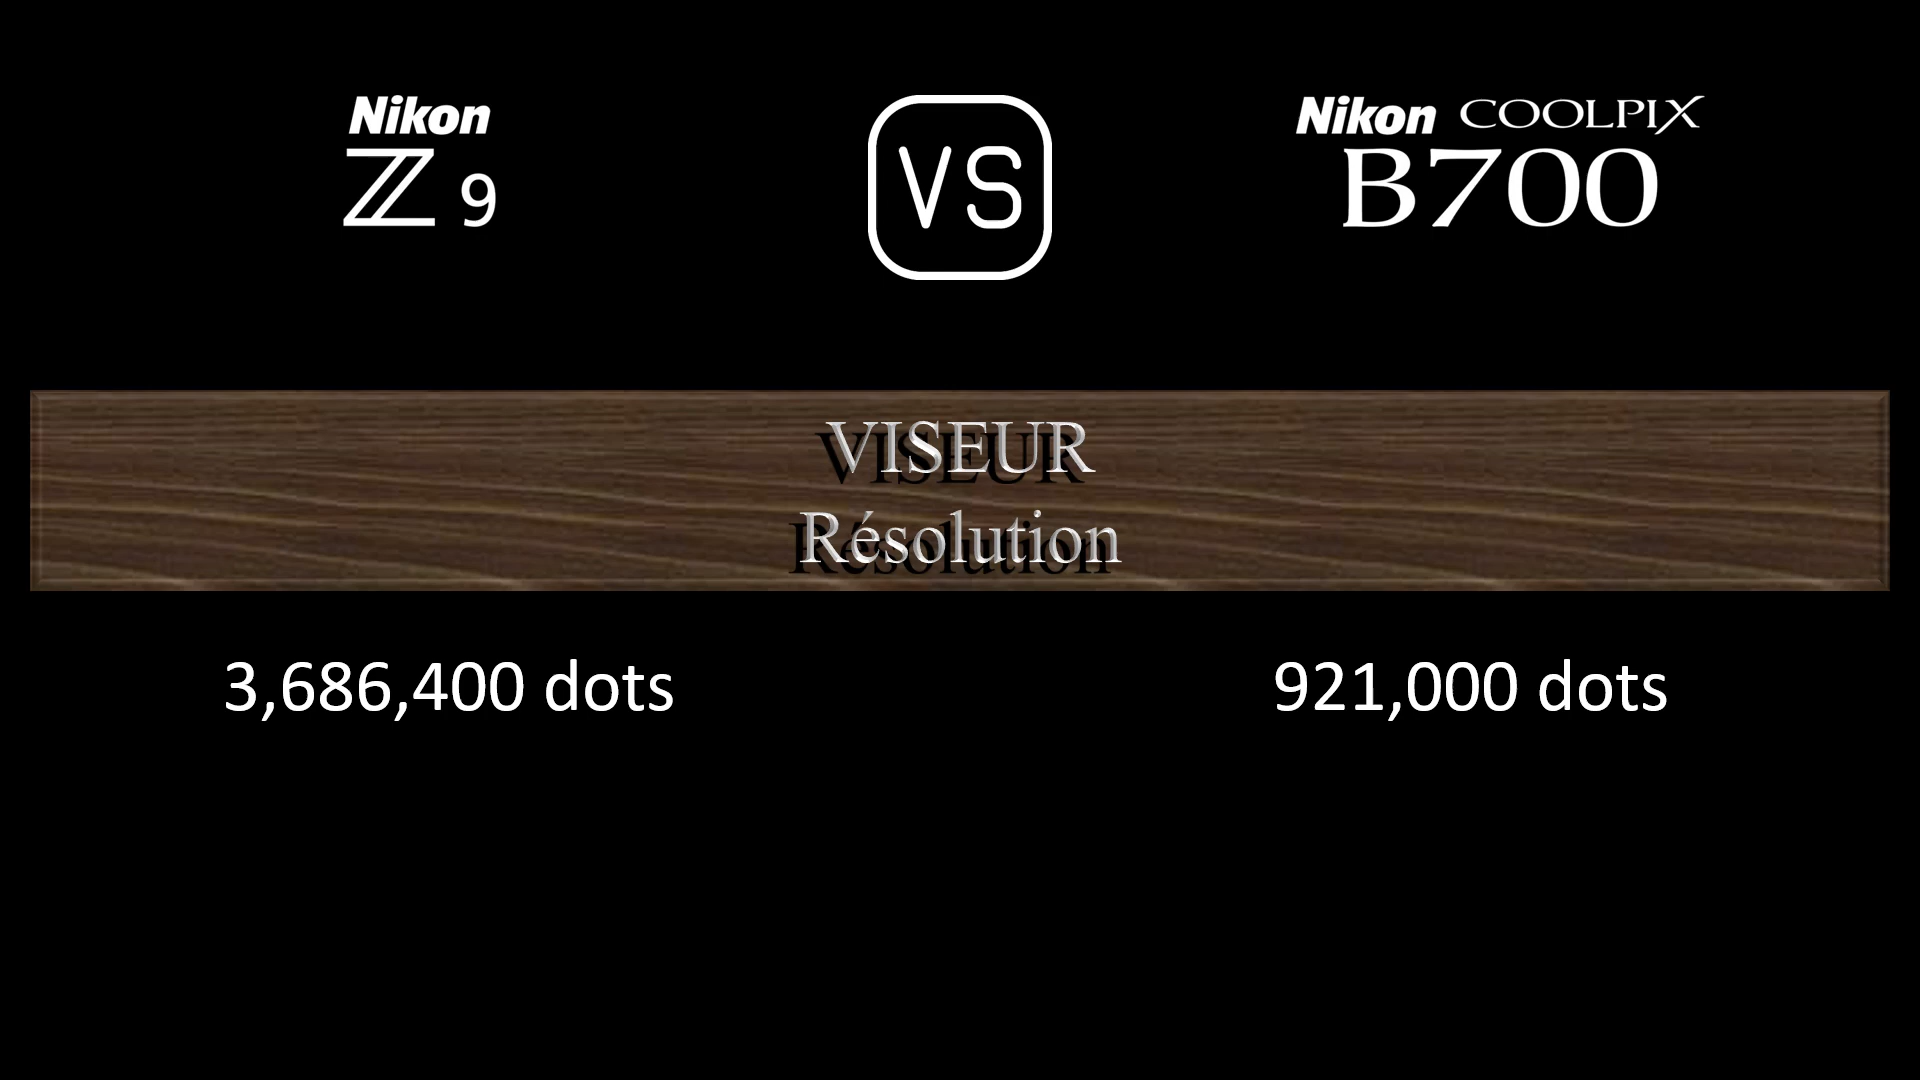 Nikon
Z 9
VS
Nikon COOLPIX
B700
VISEUR
Résolution
3,686,400 dots
921,000 dots